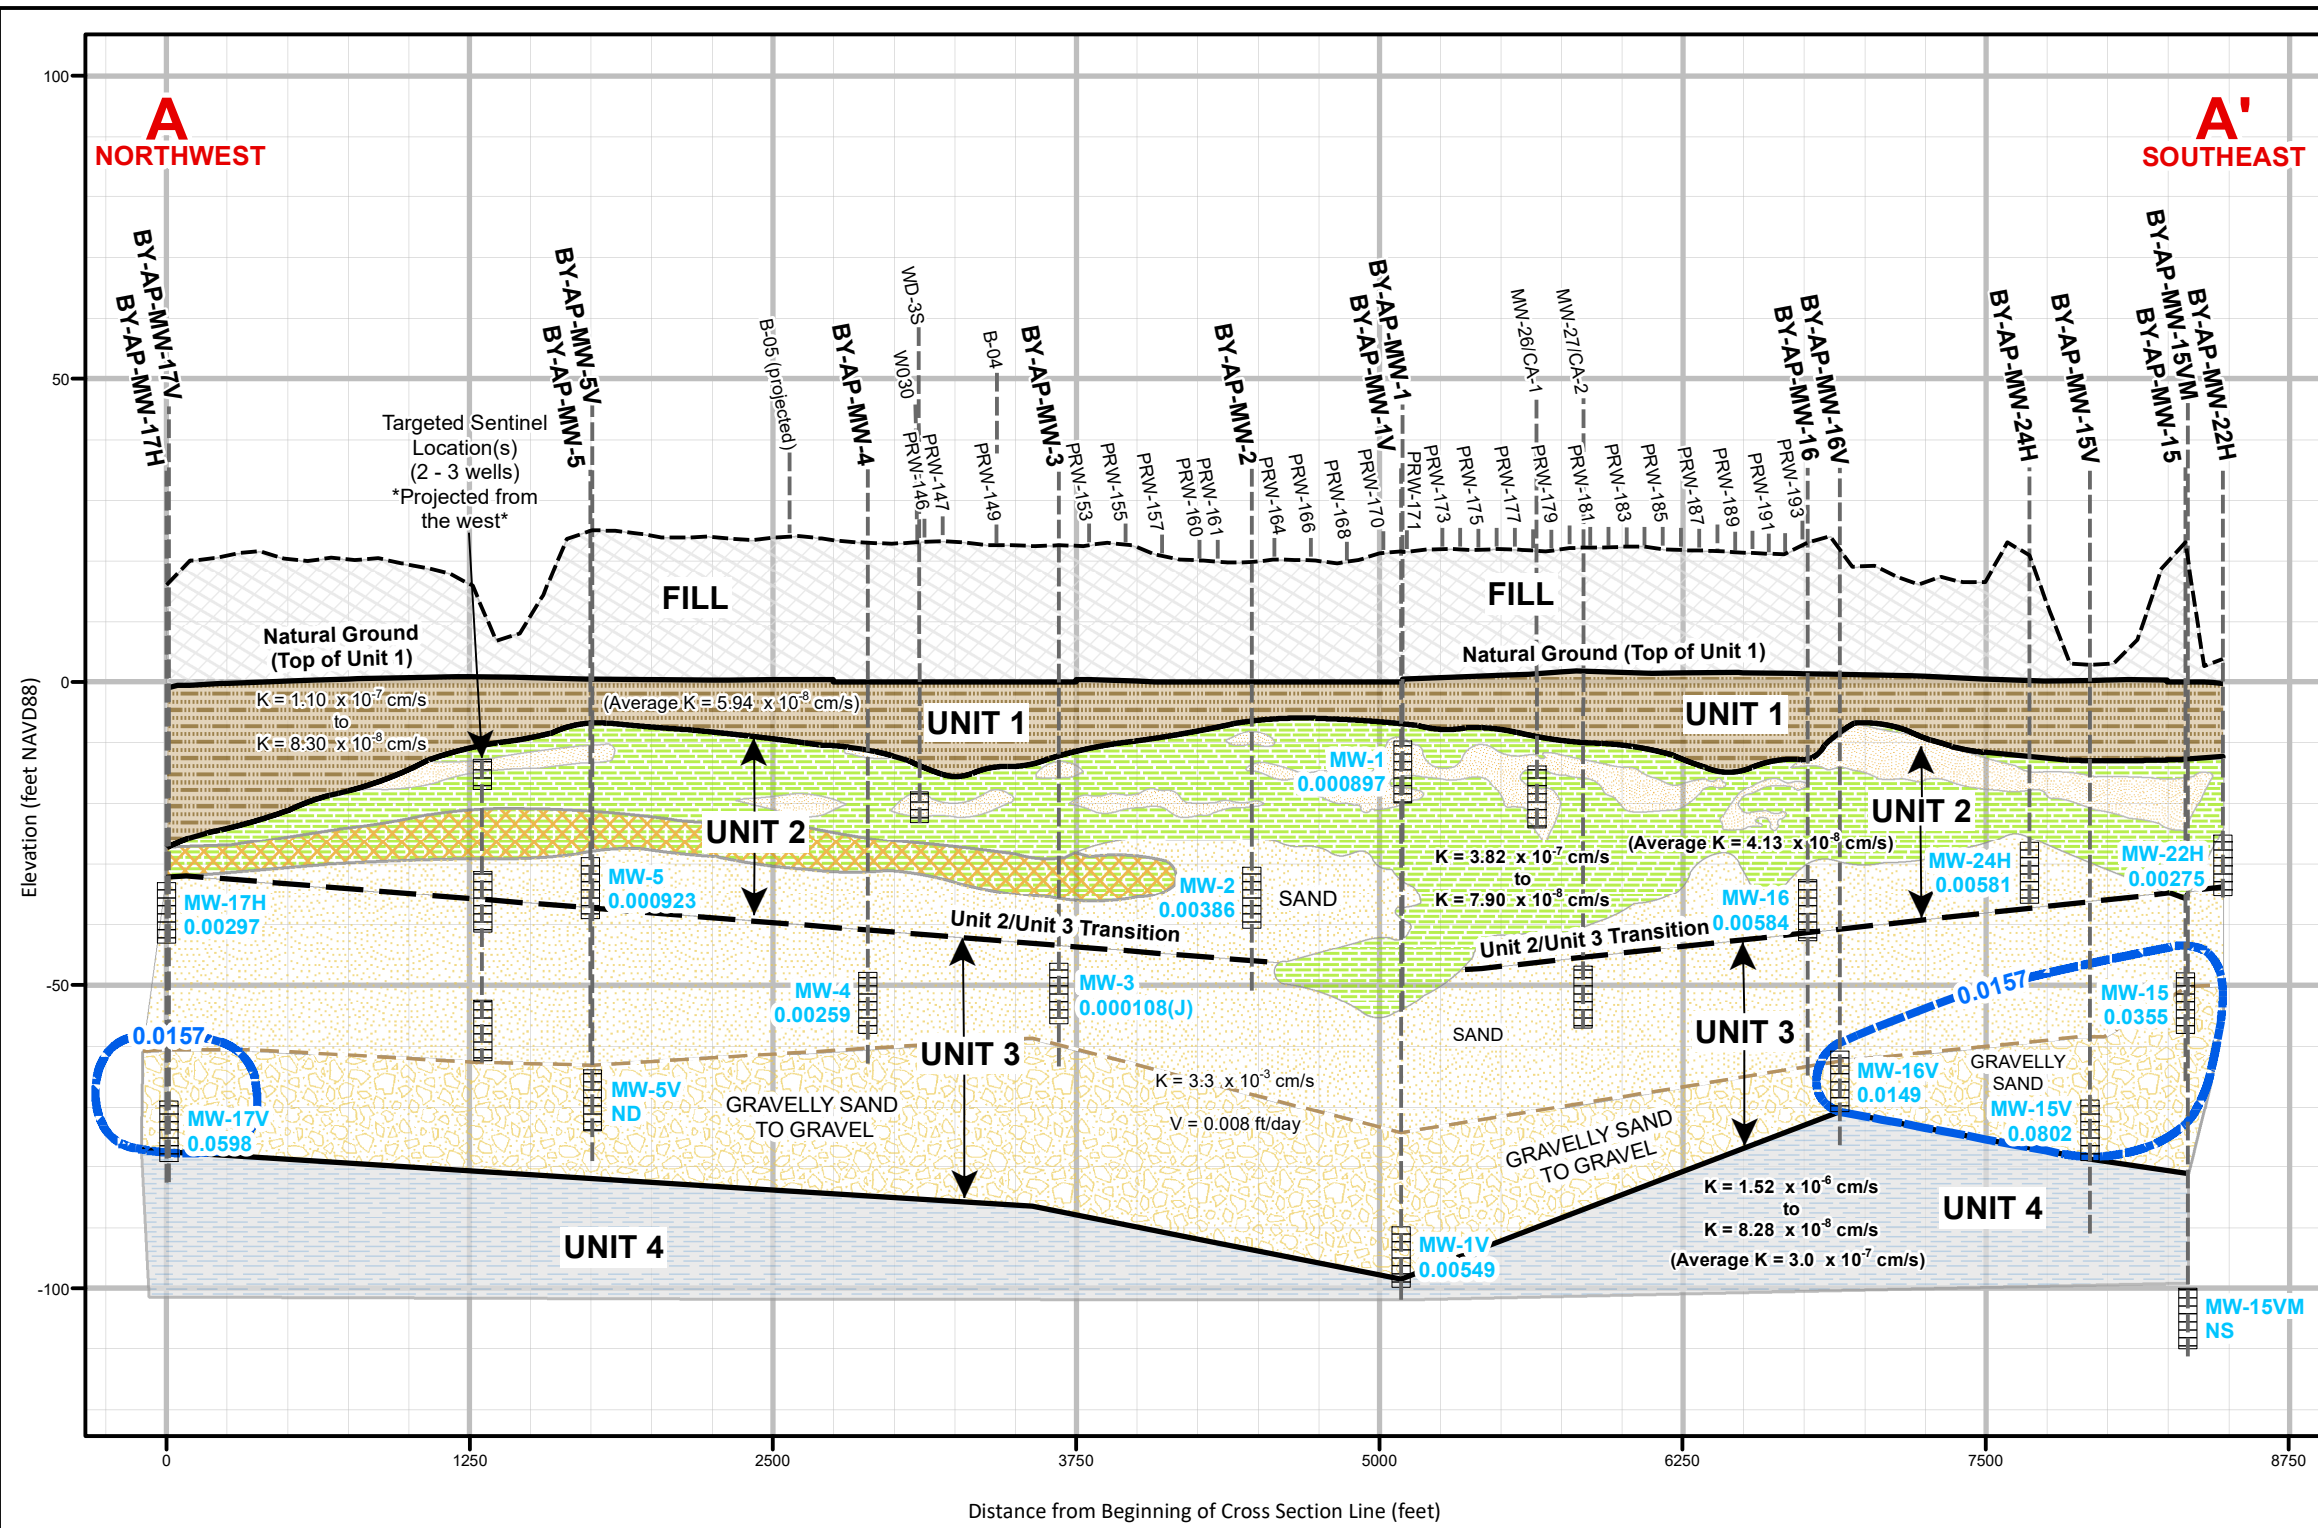 A
NORTHWEST
A'
SOUTHEAST
100
50
0
-50
-100
Elevation (feet NAVD88)
BY-AP-MW-17V
BY-AP-MW-17H
Targeted Sentinel
Location(s)
(2 - 3 wells)
*Projected from
the west*
BY-AP-MW-5V
BY-AP-MW-5
B-05 (projected)
BY-AP-MW-4
WD-3S
W030
PRW-146
PRW-147
B-04
PRW-149
BY-AP-MW-3
PRW-153
PRW-155
PRW-157
PRW-160
PRW-161
BY-AP-MW-2
PRW-164
PRW-166
PRW-168
PRW-170
BY-AP-MW-1
BY-AP-MW-1V
PRW-171
PRW-173
PRW-175
PRW-177
MW-26/CA-1
PRW-179
MW-27/CA-2
PRW-181
PRW-183
PRW-185
PRW-187
PRW-189
PRW-191
PRW-193
BY-AP-MW-16
BY-AP-MW-16V
BY-AP-MW-24H
BY-AP-MW-15V
BY-AP-MW-15VM
BY-AP-MW-15
BY-AP-MW-22H
FILL
FILL
Natural Ground
(Top of Unit 1)
Natural Ground (Top of Unit 1)
K = 1.10 x 10-7 cm/s
to
K = 8.30 x 10-8 cm/s
(Average K = 5.94 x 10-8 cm/s)
UNIT 1
UNIT 1
MW-1
0.000897
UNIT 2
UNIT 2
(Average K = 4.13 x 10-8 cm/s)
K = 3.82 x 10-7 cm/s
to
K = 7.90 x 10-8 cm/s
MW-24H
0.00581
MW-22H
0.00275
MW-17H
0.00297
MW-5
0.000923
MW-2
0.00386
SAND
MW-16
0.00584
Unit 2/Unit 3 Transition
Unit 2/Unit 3 Transition
MW-4
0.00259
MW-3
0.000108(J)
0.0157
MW-15
0.0355
0.0157
UNIT 3
SAND
UNIT 3
GRAVELLY
SAND
MW-16V
0.0149
MW-15V
0.0802
MW-17V
0.0598
MW-5V
ND
GRAVELLY SAND
TO GRAVEL
K = 3.3 x 10-3 cm/s
V = 0.008 ft/day
GRAVELLY SAND
TO GRAVEL
K = 1.52 x 10-6 cm/s
to
K = 8.28 x 10-8 cm/s
(Average K = 3.0 x 10-7 cm/s)
UNIT 4
UNIT 4
MW-1V
0.00549
MW-15VM
NS
0
1250
2500
3750
5000
6250
7500
8750
Distance from Beginning of Cross Section Line (feet)